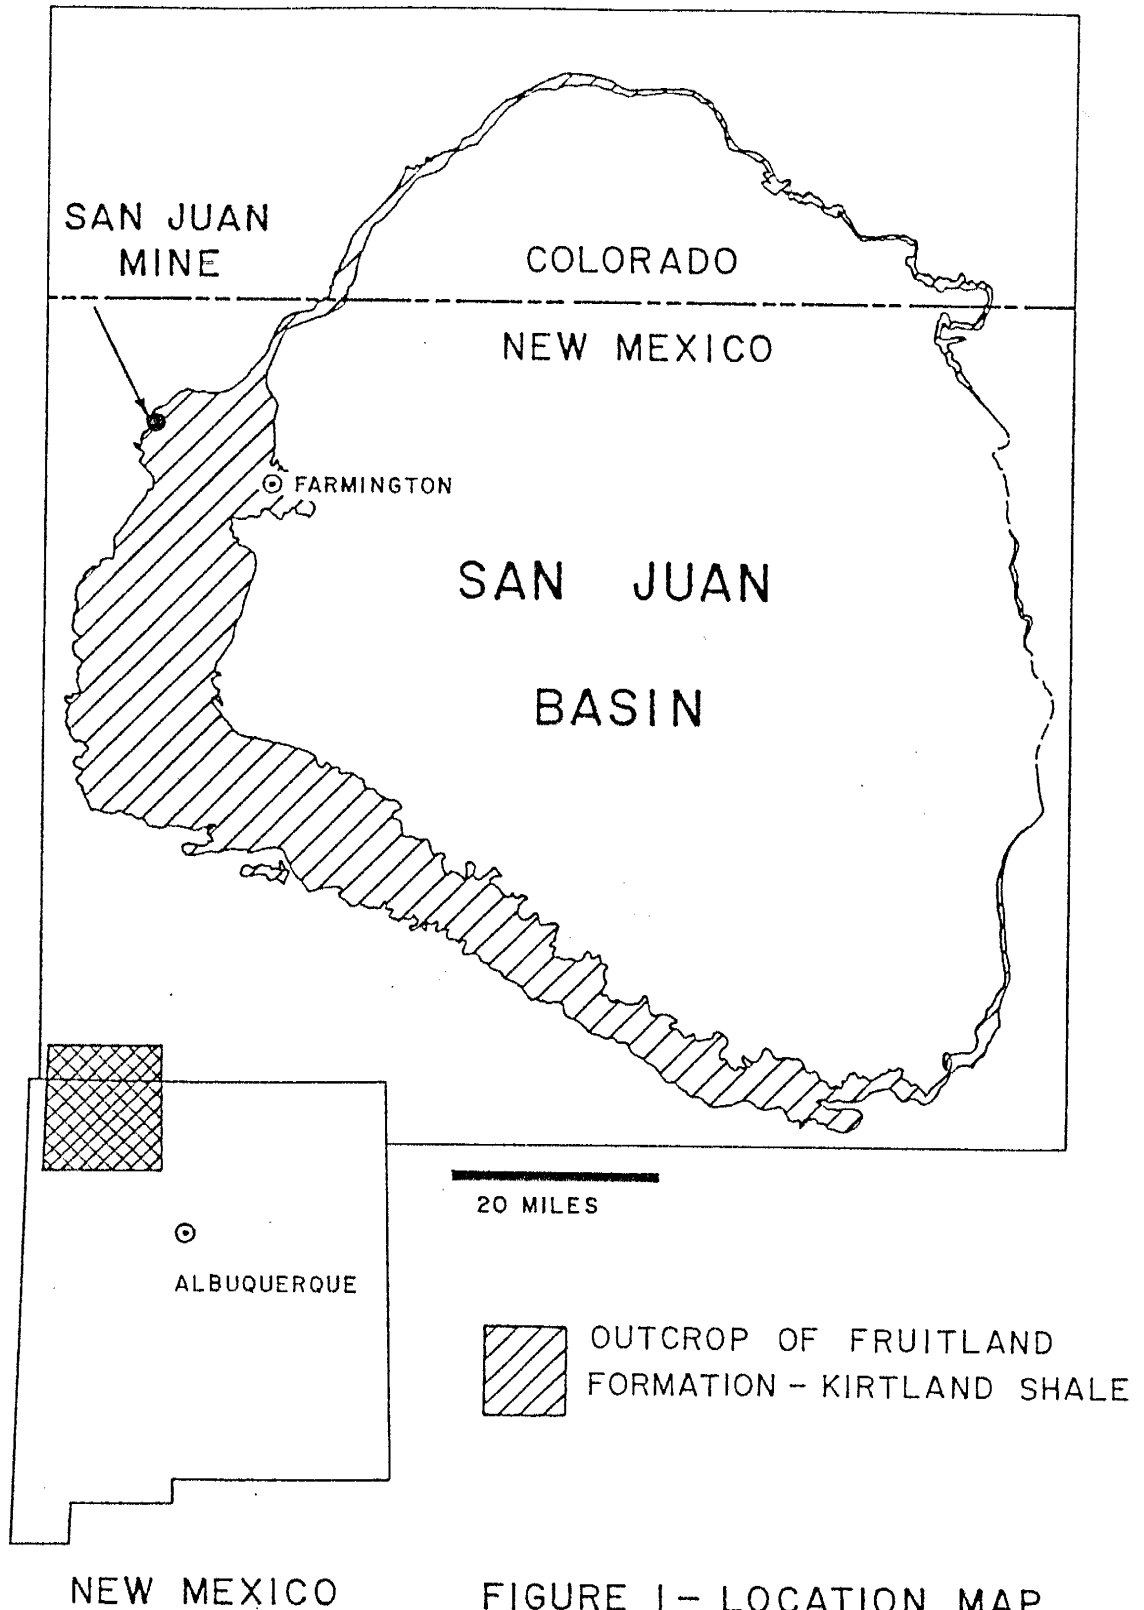 SAN JUAN
MINE
COLORADO
NEW MEXICO
FARMINGTON
SAN JUAN
BASIN
20 MILES
ALBUQUERQUE
OUTCROP OF FRUITLAND
FORMATION – KIRTLAND SHALE
NEW MEXICO
FIGURE 1 – LOCATION MAP